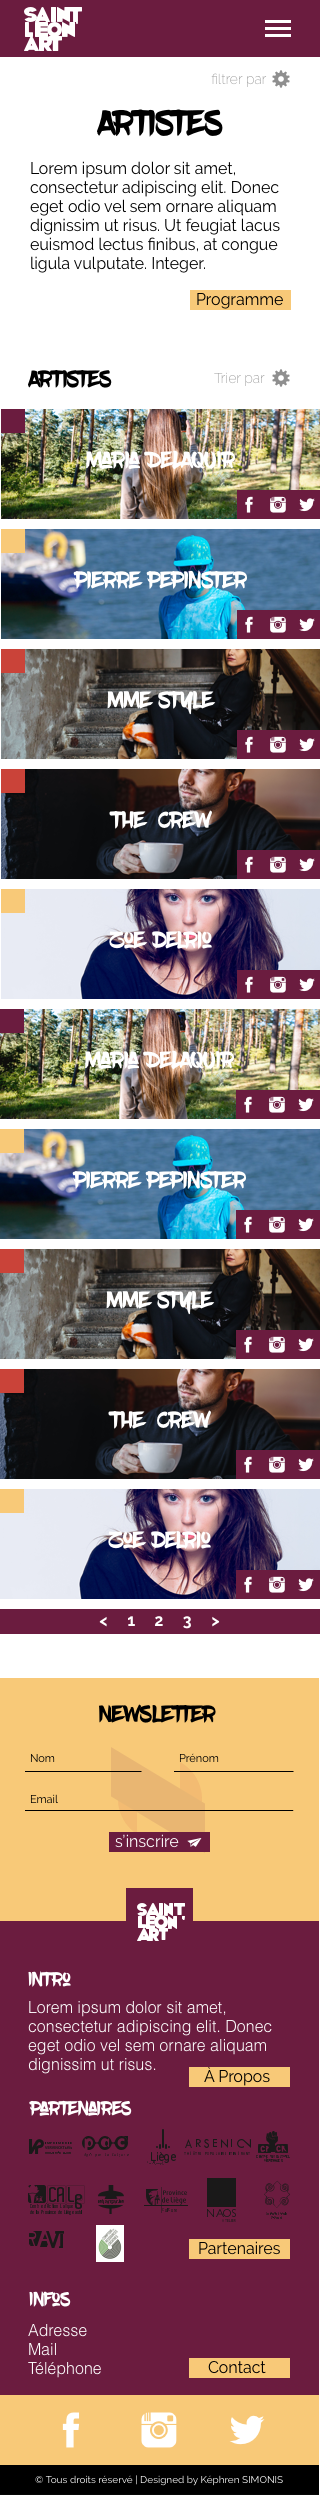 SAINT
LEON'
ART
filtrer par
ARTISTES
Lorem ipsum dolor sit amet,
consectetur adipiscing elit. Donec
eget odio vel sem ornare aliquam
dignissim ut risus. Ut feugiat lacus
euismod lectus finibus, at congue
ligula vulputate. Integer.
Programme
ARTISTES
Trier par
MARIA DELAQUIR
PIERRE PEPINSTER
MME STYLE
THE CREW
ZOE DELRIO
MARIA DELAQUIR
PIERRE PEPINSTER
MME STYLE
THE CREW
ZOE DELRIO
< 1 2 3 >
NEWSLETTER
Nom Prénom
Email
s'inscrire
SAINT
LEON'
ART
INTRO
Lorem ipsum dolor sit amet,
consectetur adipiscing elit. Donec
eget odio vel sem ornare aliquam
dignissim ut risus.
À Propos
PARTENAIRES
Liège
ARSENIC2
NAOS
RAVI
Partenaires
INFOS
Adresse
Mail
Téléphone
Contact
© Tous droits réservé | Designed by Képhren SIMONIS